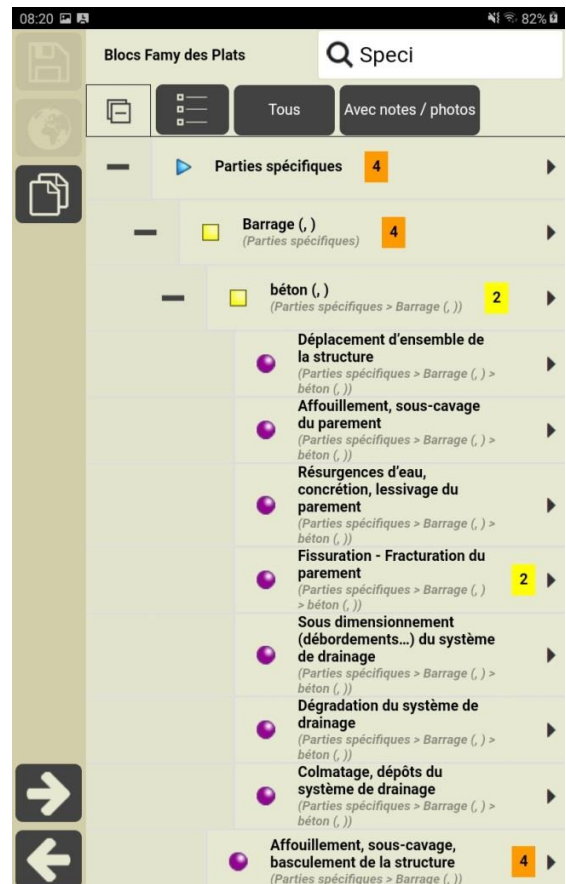 08:20
82%
Blocs Famy des Plats
Speci
Tous
Avec notes / photos
Parties spécifiques
4
Barrage (, )
(Parties spécifiques)
4
béton (, )
(Parties spécifiques > Barrage (, ))
2
Déplacement d'ensemble de
la structure
(Parties spécifiques > Barrage (, ) >
béton (, ))
Affouillement, sous-cavage
du parement
(Parties spécifiques > Barrage (, ) >
béton (, ))
Résurgences d'eau,
concrétion, lessivage du
parement
(Parties spécifiques > Barrage (, ) >
béton (, ))
Fissuration - Fracturation du
parement
(Parties spécifiques > Barrage (, )
> béton (, ))
2
Sous dimensionnement
(débordements…) du système
de drainage
(Parties spécifiques > Barrage (, ) >
béton (, ))
Dégradation du système de
drainage
(Parties spécifiques > Barrage (, ) >
béton (, ))
Colmatage, dépôts du
système de drainage
(Parties spécifiques > Barrage (, ) >
béton (, ))
Affouillement, sous-cavage,
basculement de la structure
(Parties spécifiques > Barrage (, ))
4